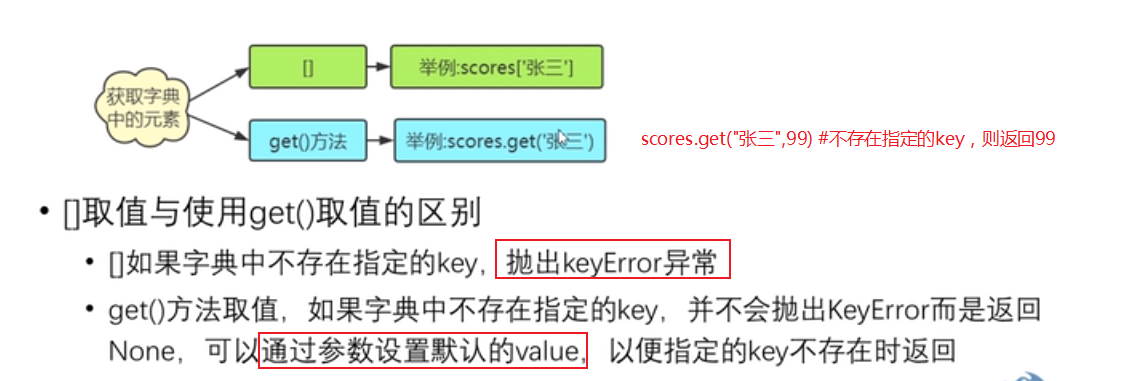 获取字典
中的元素
[]
举例:scores['张三']
get()方法
举例:scores.get('张三')
scores.get("张三",99) #不存在指定的key，则返回99
• []取值与使用get()取值的区别
• []如果字典中不存在指定的key, 抛出keyError异常
• get()方法取值，如果字典中不存在指定的key，并不会抛出KeyError而是返回
None，可以通过参数设置默认的value，以便指定的key不存在时返回